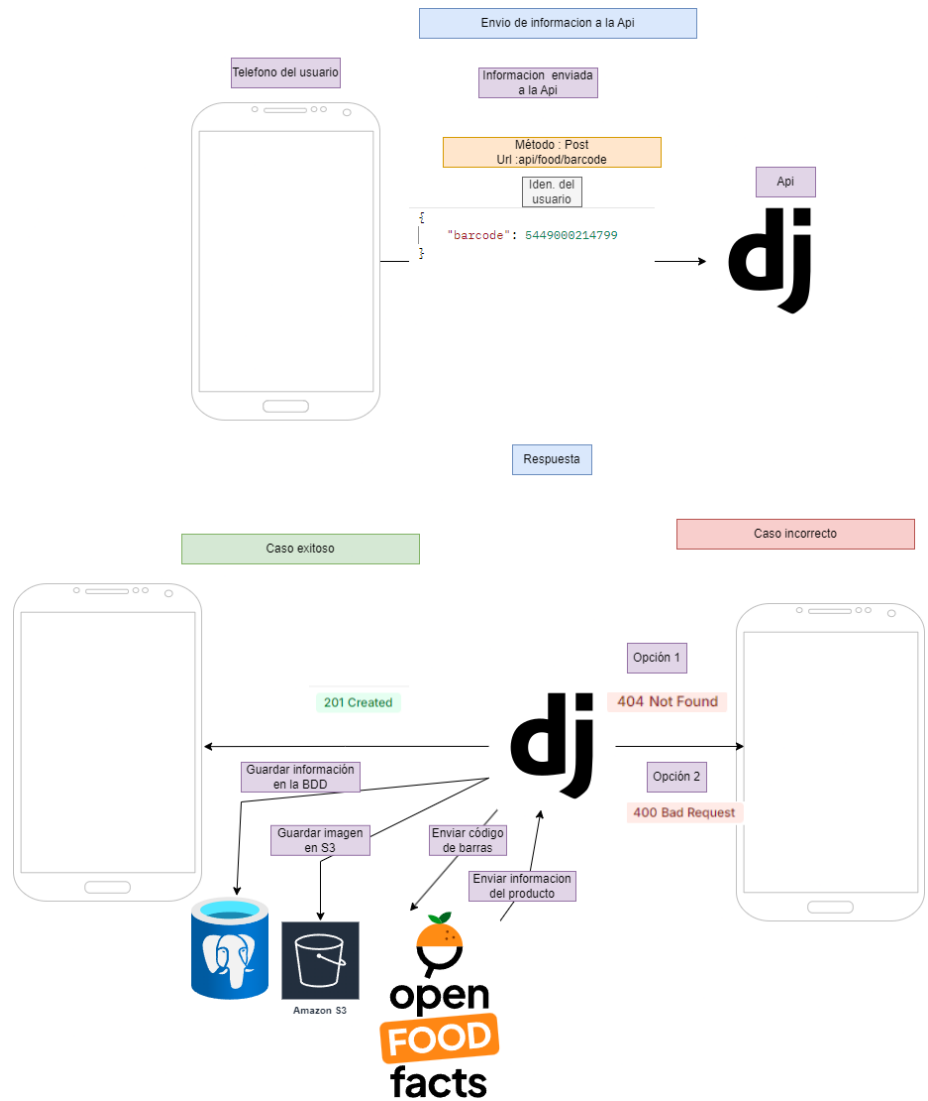 Envio de informacion a la Api
Telefono del usuario
Informacion enviada
a la Api
Método : Post
Url :api/food/barcode
Iden. del
usuario
Api
{
"barcode": 5449000214799
}
dj
Respuesta
Caso exitoso
Caso incorrecto
Opción 1
201 Created
404 Not Found
dj
Guardar información
en la BDD
Opción 2
400 Bad Request
Guardar imagen
en S3
Enviar código
de barras
Enviar informacion
del producto
Amazon S3
open
FOOD
facts